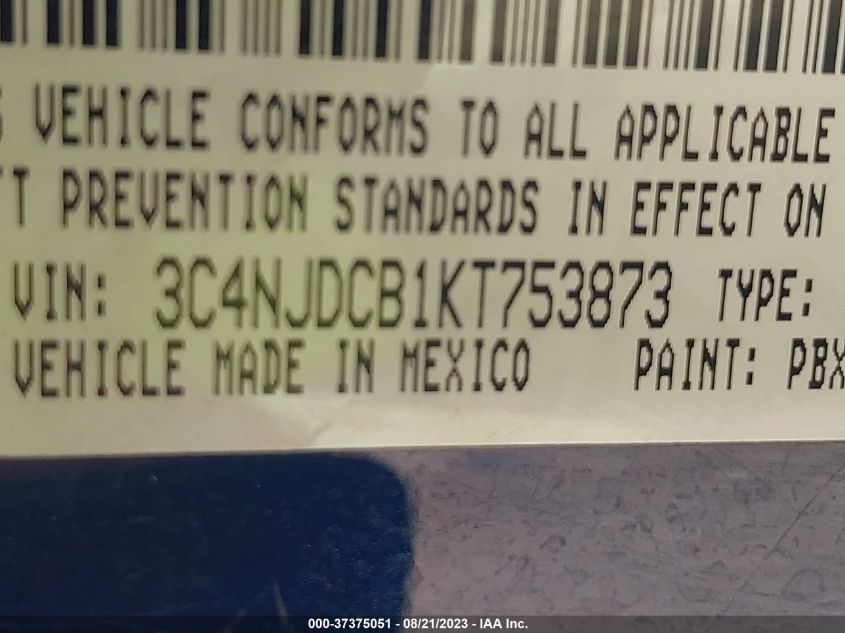 VEHICLE CONFORMS TO ALL APPLICABLE
T PREVENTION STANDARDS IN EFFECT ON
VIN: 3C4NJDCB1KT753873 TYPE:
VEHICLE MADE IN MEXICO PAINT: PBX
000-37375051 - 08/21/2023 - IAA Inc.